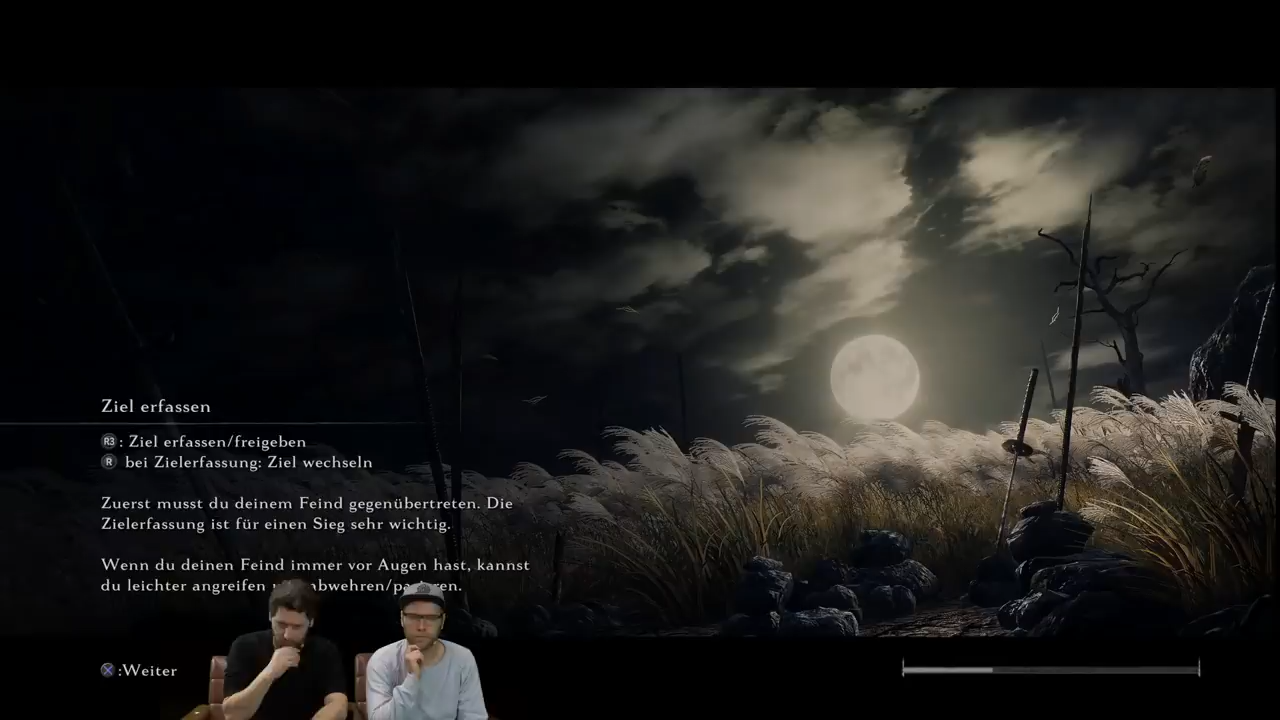 Ziel erfassen
R3 : Ziel erfassen/freigeben
R bei Zielerfassung: Ziel wechseln
Zuerst musst du deinem Feind gegenübertreten. Die
Zielerfassung ist für einen Sieg sehr wichtig.
Wenn du deinen Feind immer vor Augen hast, kannst
du leichter angreifen abwehren/
:Weiter